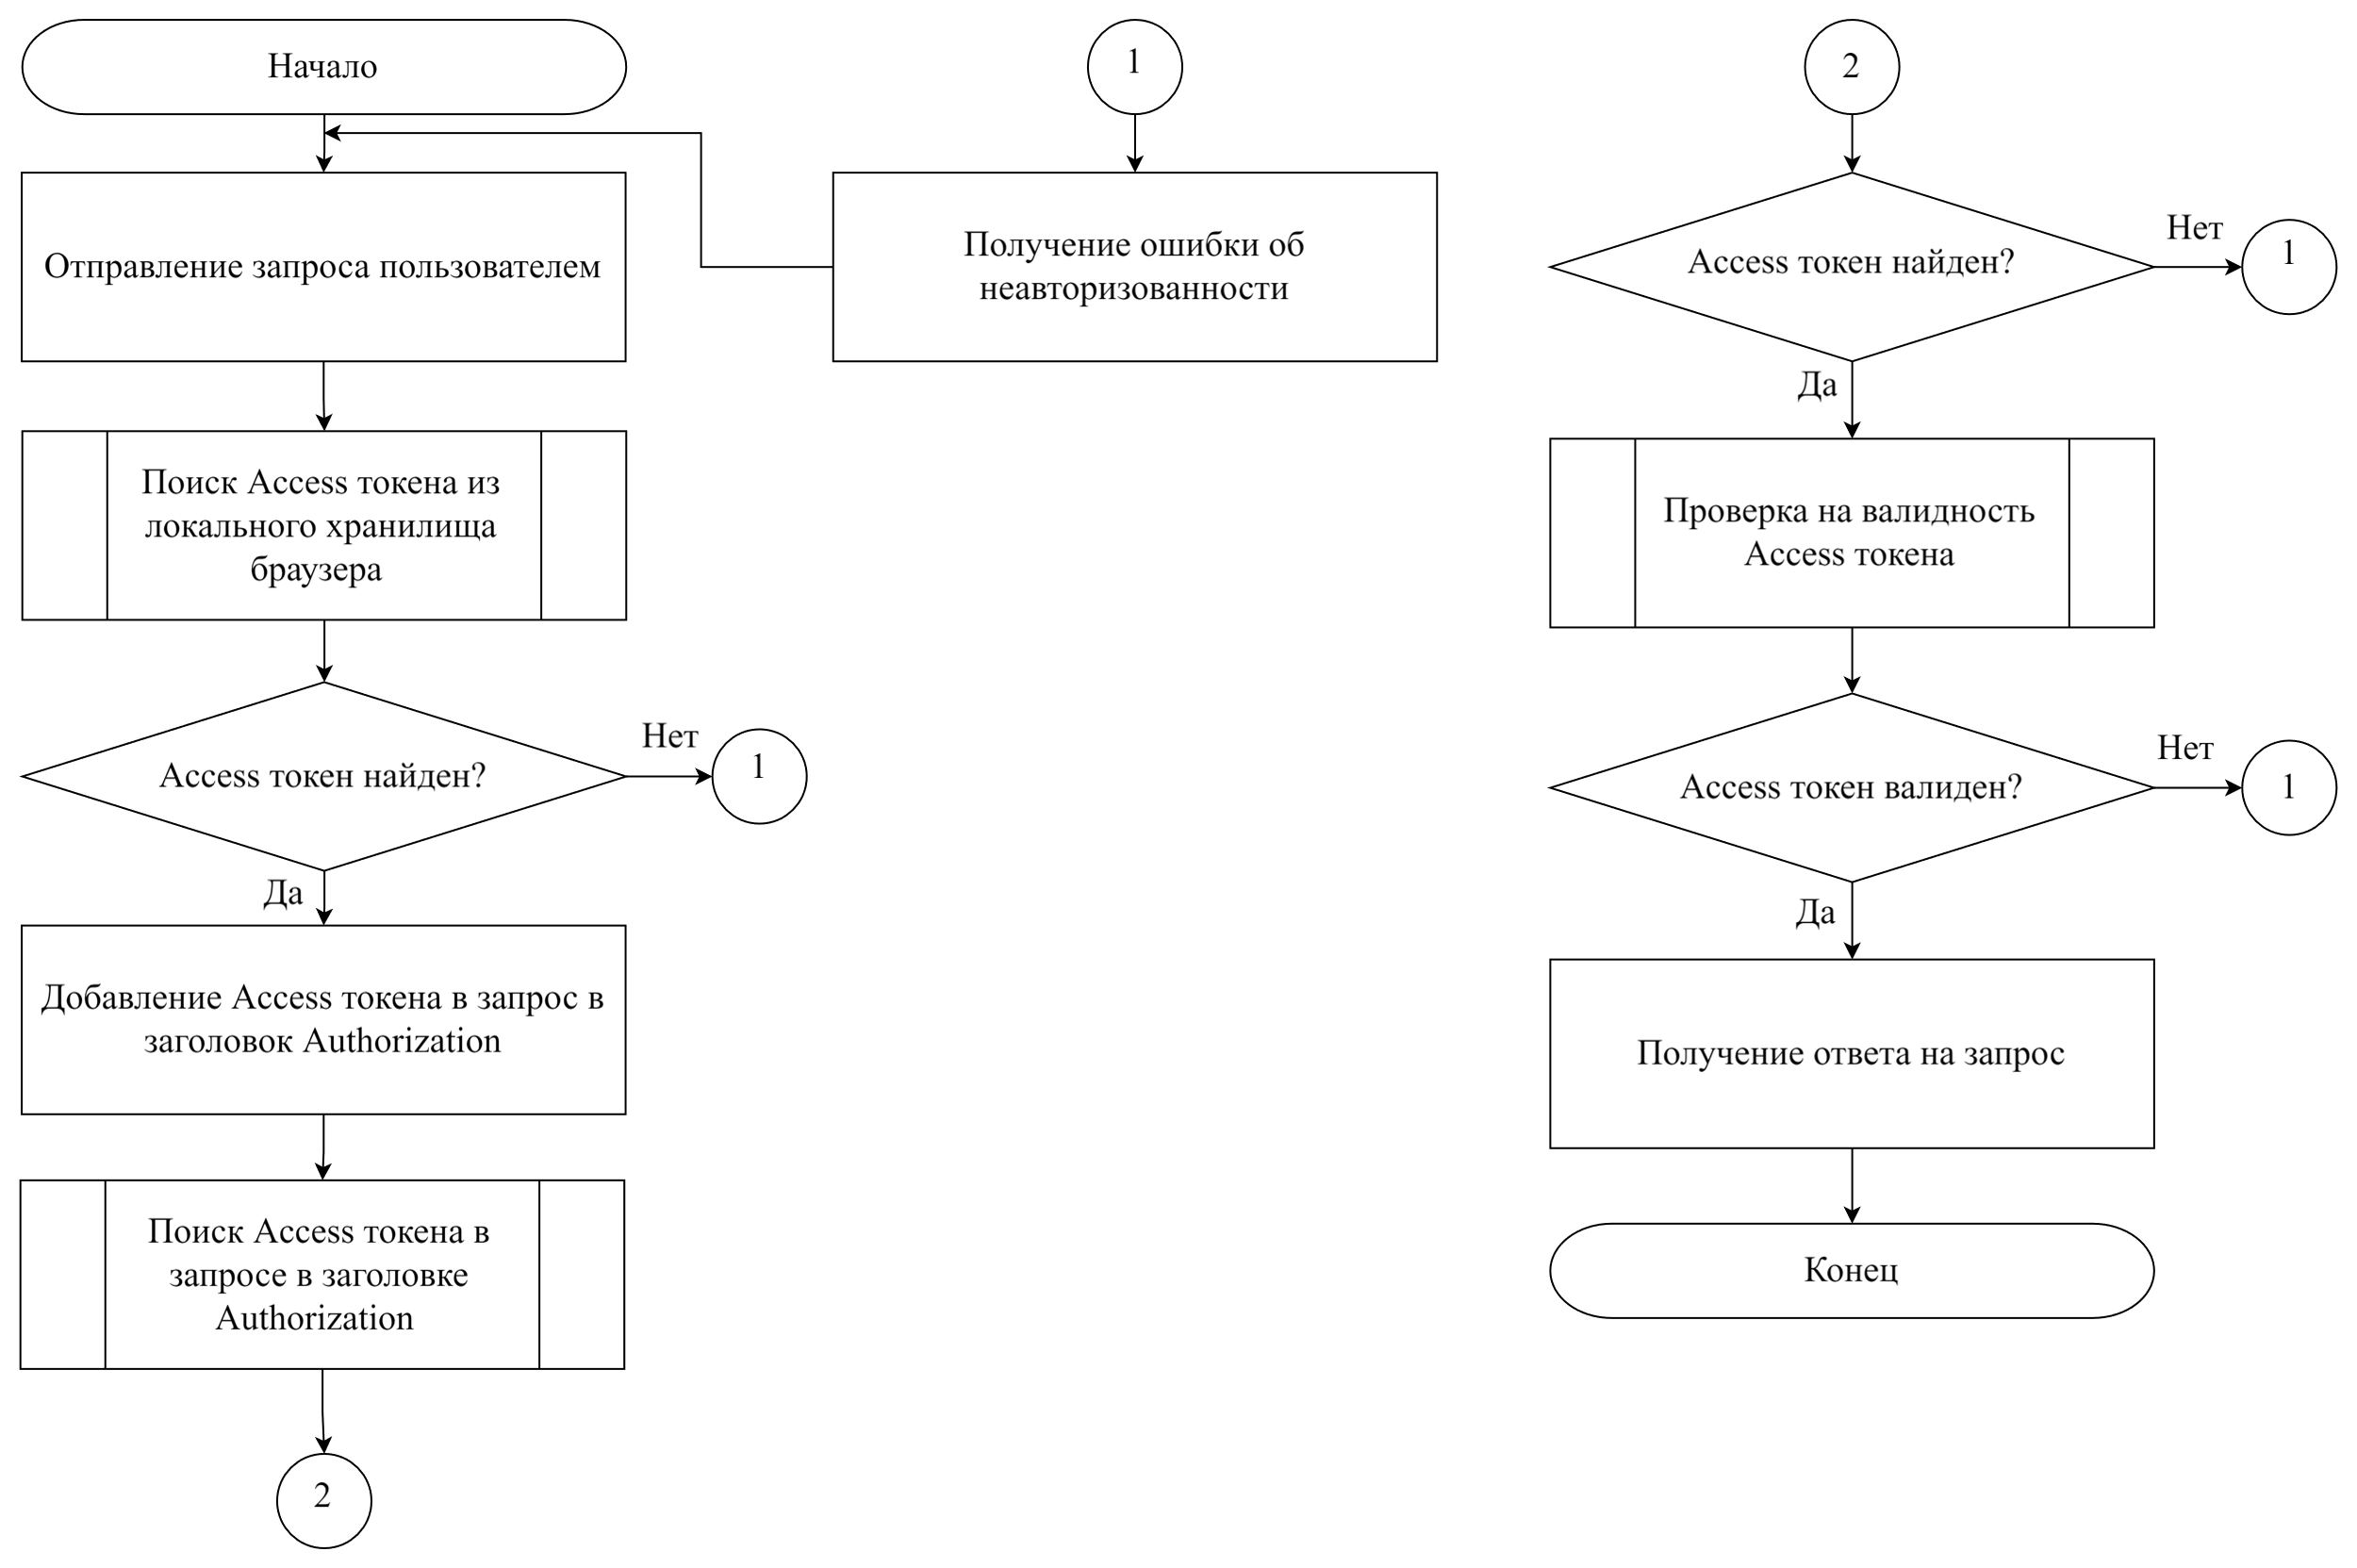 Начало
Отправление запроса пользователем
Поиск Access токена из
локального хранилища
браузера
Access токен найден?
Нет
1
Да
Добавление Access токена в запрос в
заголовок Authorization
Поиск Access токена в
запросе в заголовке
Authorization
2
1
Получение ошибки об
неавторизованности
2
Access токен найден?
Нет
1
Да
Проверка на валидность
Access токена
Access токен валиден?
Нет
1
Да
Получение ответа на запрос
Конец